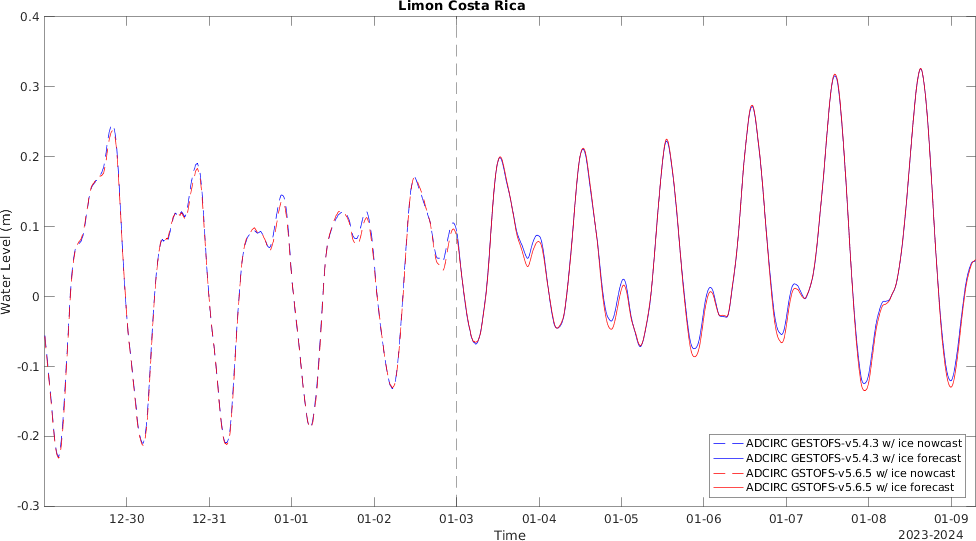 Limon Costa Rica
0.4
0.3
0.2
0.1
0
-0.1
-0.2
-0.3
Water Level (m)
ADCIRC GESTOFS-v5.4.3 w/ ice nowcast
ADCIRC GESTOFS-v5.4.3 w/ ice forecast
ADCIRC GSTOFS-v5.6.5 w/ ice nowcast
ADCIRC GSTOFS-v5.6.5 w/ ice forecast
12-30 12-31 01-01 01-02 01-03 01-04 01-05 01-06 01-07 01-08 01-09
Time
2023-2024